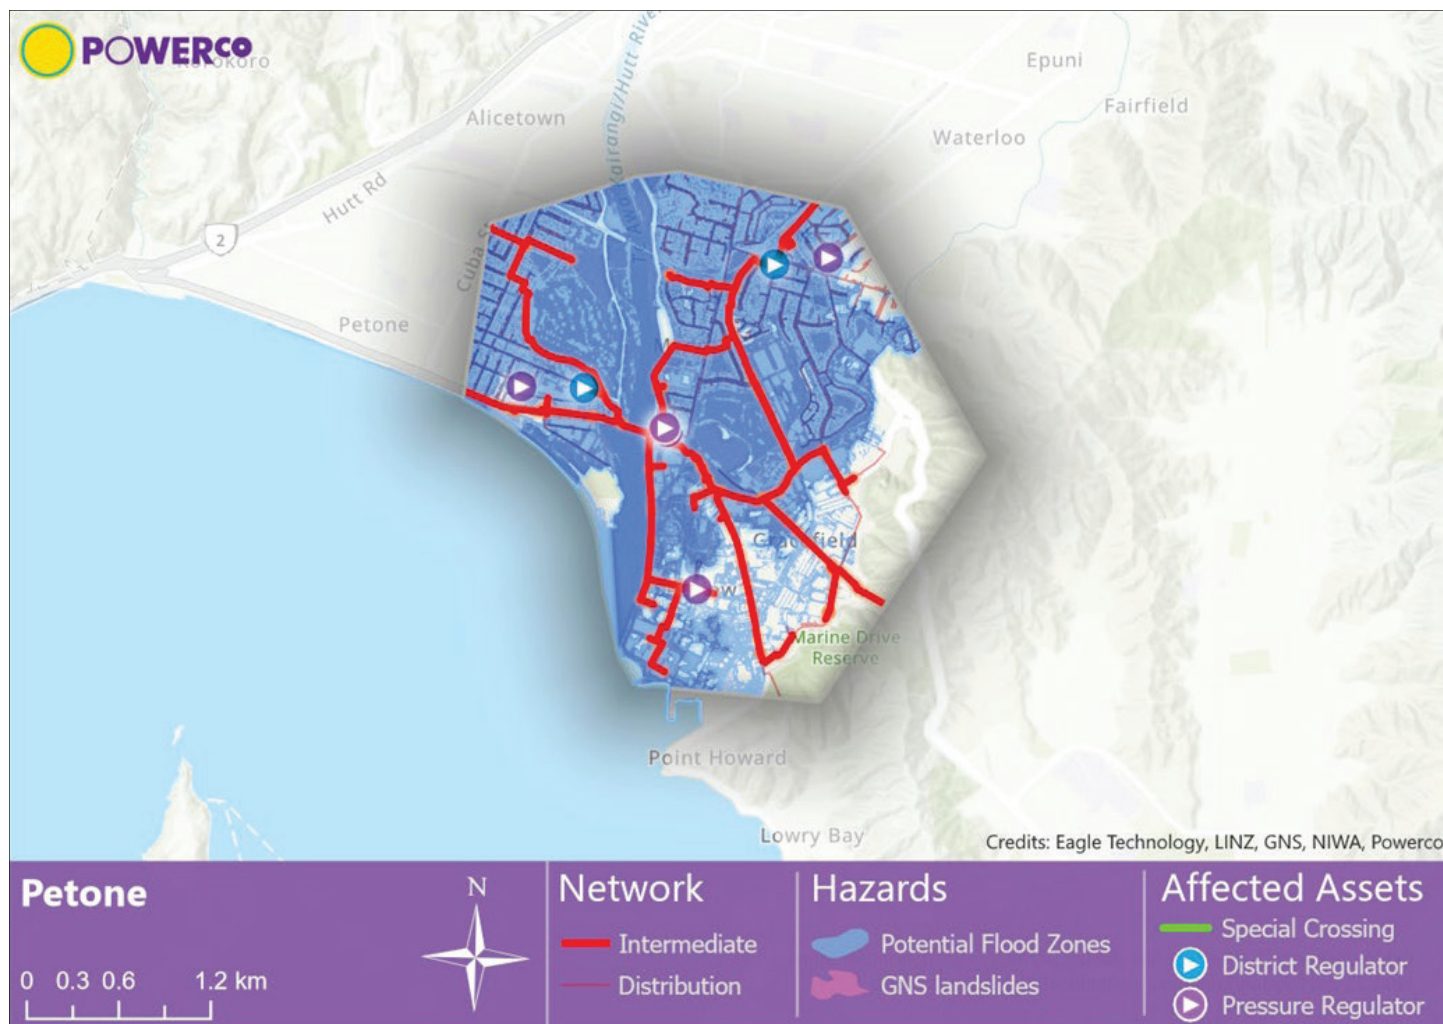 POWERCO
Korokoro
Epuni
Alicetown
Fairfield
Waterloo
Hutt Rd
2
Petone
Gracefield
Marine Drive
Reserve
Point Howard
Lowry Bay
Credits: Eagle Technology, LINZ, GNS, NIWA, Powerco
Petone
0 0.3 0.6 1.2 km
N
Network
Intermediate
Distribution
Hazards
Potential Flood Zones
GNS landslides
Affected Assets
Special Crossing
District Regulator
Pressure Regulator